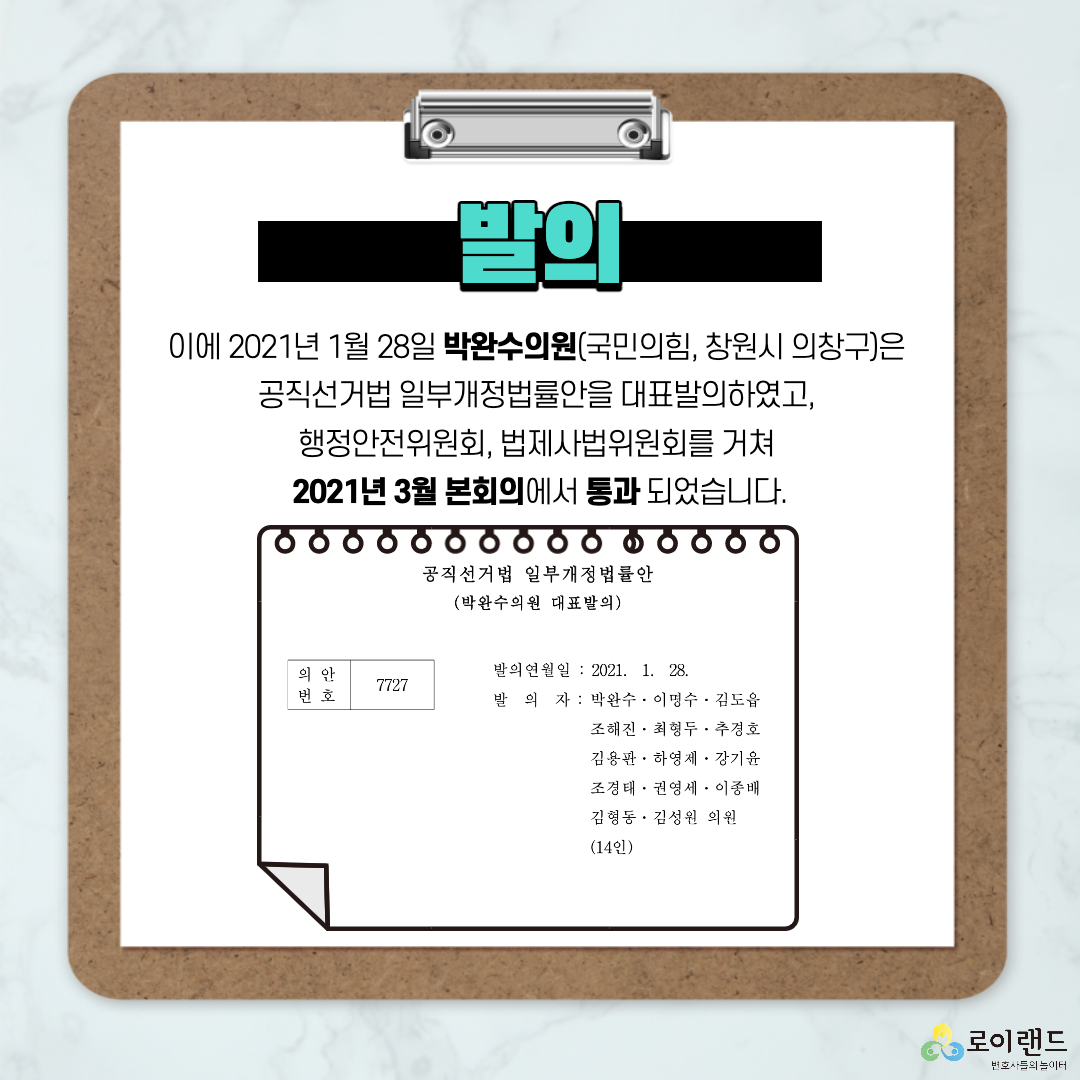 발의
이에 2021년 1월 28일 박완수의원(국민의힘, 창원시 의창구)은
공직선거법 일부개정법률안을 대표발의하였고,
행정안전위원회, 법제사법위원회를 거쳐
2021년 3월 본회의에서 통과 되었습니다.
공직선거법 일부개정법률안
(박완수의원 대표발의)
의 안
번 호
7727
발의연월일 : 2021. 1. 28.
발 의 자 : 박완수·이명수·김도읍
조해진·최형두·추경호
김용판·하영제·강기윤
조경태·권영세·이종배
김형동·김성원 의원
(14인)
로이랜드
변호사들의놀이터